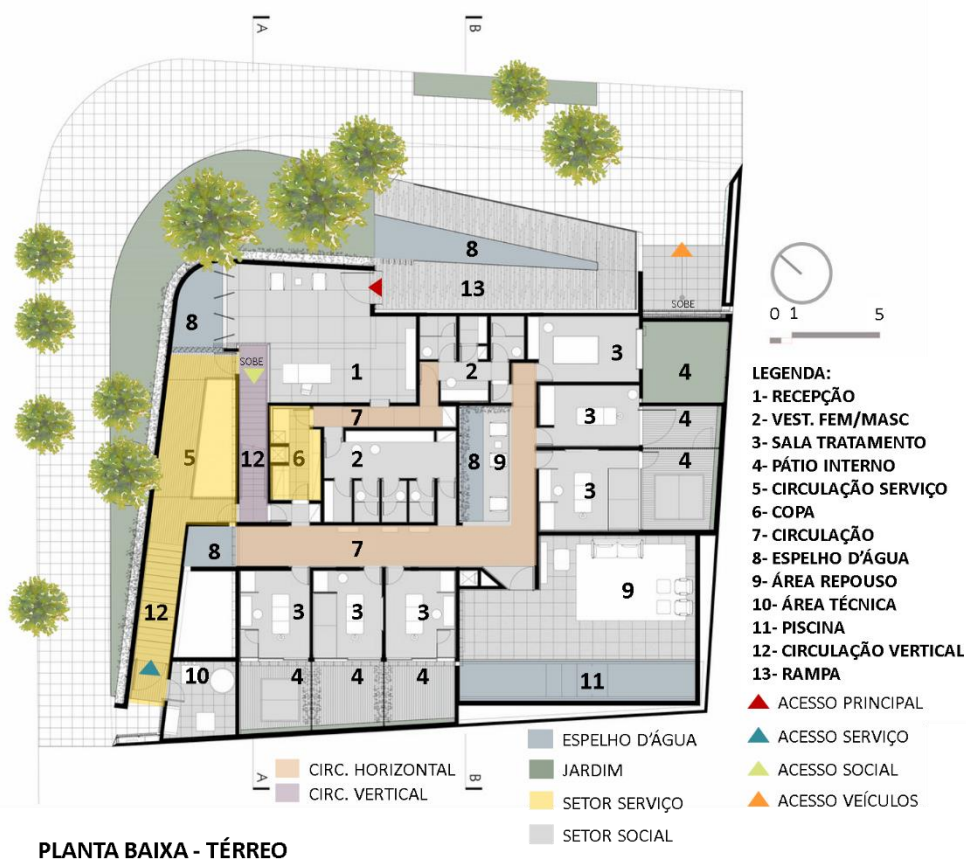 A
B
8
13
SOBE
0 1 5
8
3
SOBE
1
2
4
LEGENDA:
1- RECEPÇÃO
2- VEST. FEM/MASC
3- SALA TRATAMENTO
4- PÁTIO INTERNO
5- CIRCULAÇÃO SERVIÇO
6- COPA
7- CIRCULAÇÃO
8- ESPELHO D'ÁGUA
9- ÁREA REPOUSO
10- ÁREA TÉCNICA
11- PISCINA
12- CIRCULAÇÃO VERTICAL
13- RAMPA
7
3
4
5
12
6
2
8
9
3
4
8
7
12
3
3
3
9
10
4
4
4
11
ACESSO PRINCIPAL
ACESSO SERVIÇO
ACESSO SOCIAL
ACESSO VEÍCULOS
A
B
CIRC. HORIZONTAL
CIRC. VERTICAL
ESPELHO D'ÁGUA
JARDIM
SETOR SERVIÇO
SETOR SOCIAL
PLANTA BAIXA - TÉRREO